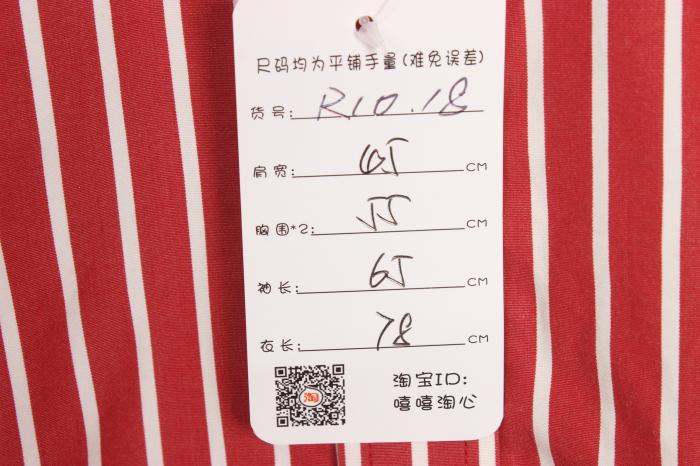 尺码均为平铺手量(难免误差)
货号: R10.18
肩宽: 45 CM
胸围*2: 55 CM
袖长: 65 CM
衣长: 78 CM
淘
淘宝ID:
嘻嘻淘心